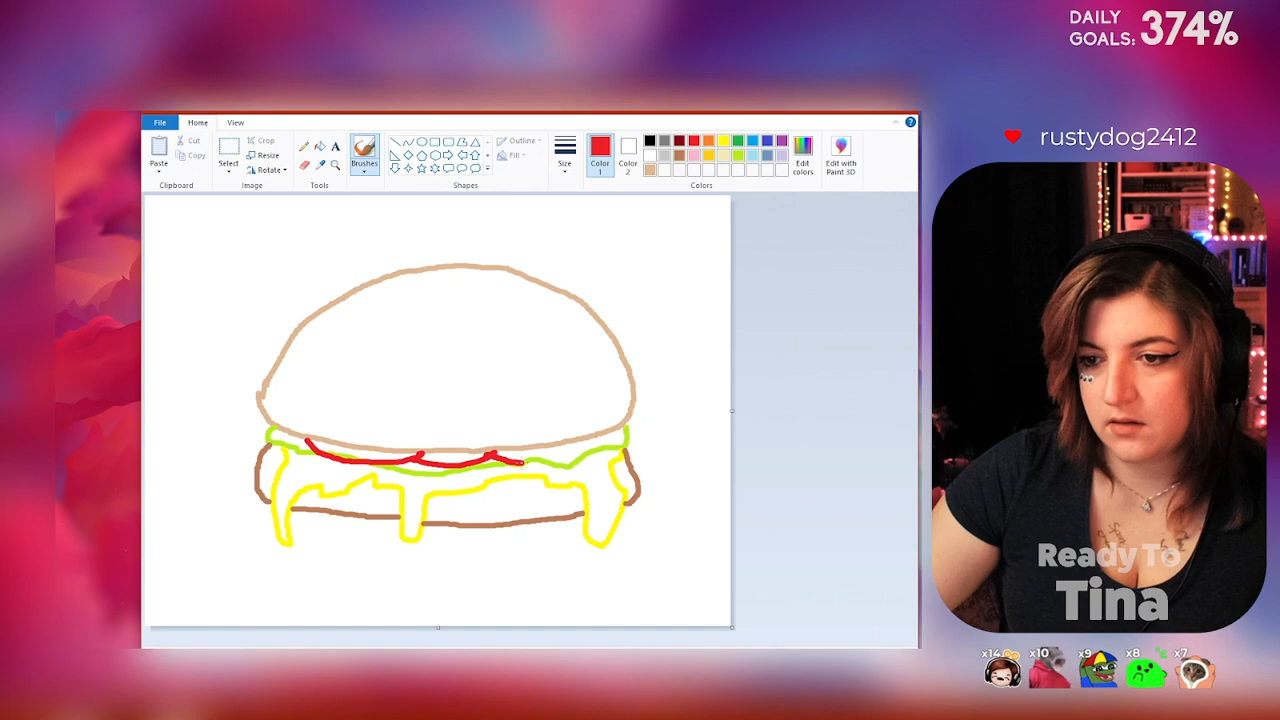 DAILY
GOALS: 374%
rustydog2412
File Home View
Paste
Cut
Copy
Clipboard
Select
Crop
Resize
Rotate
Image
A
Tools
Brushes
Outline
Fill
Shapes
Size
Color
1
Color
2
Edit
colors
Colors
Edit with
Paint 3D
Ready To
Tina
x14 x10 x9 x8 x7